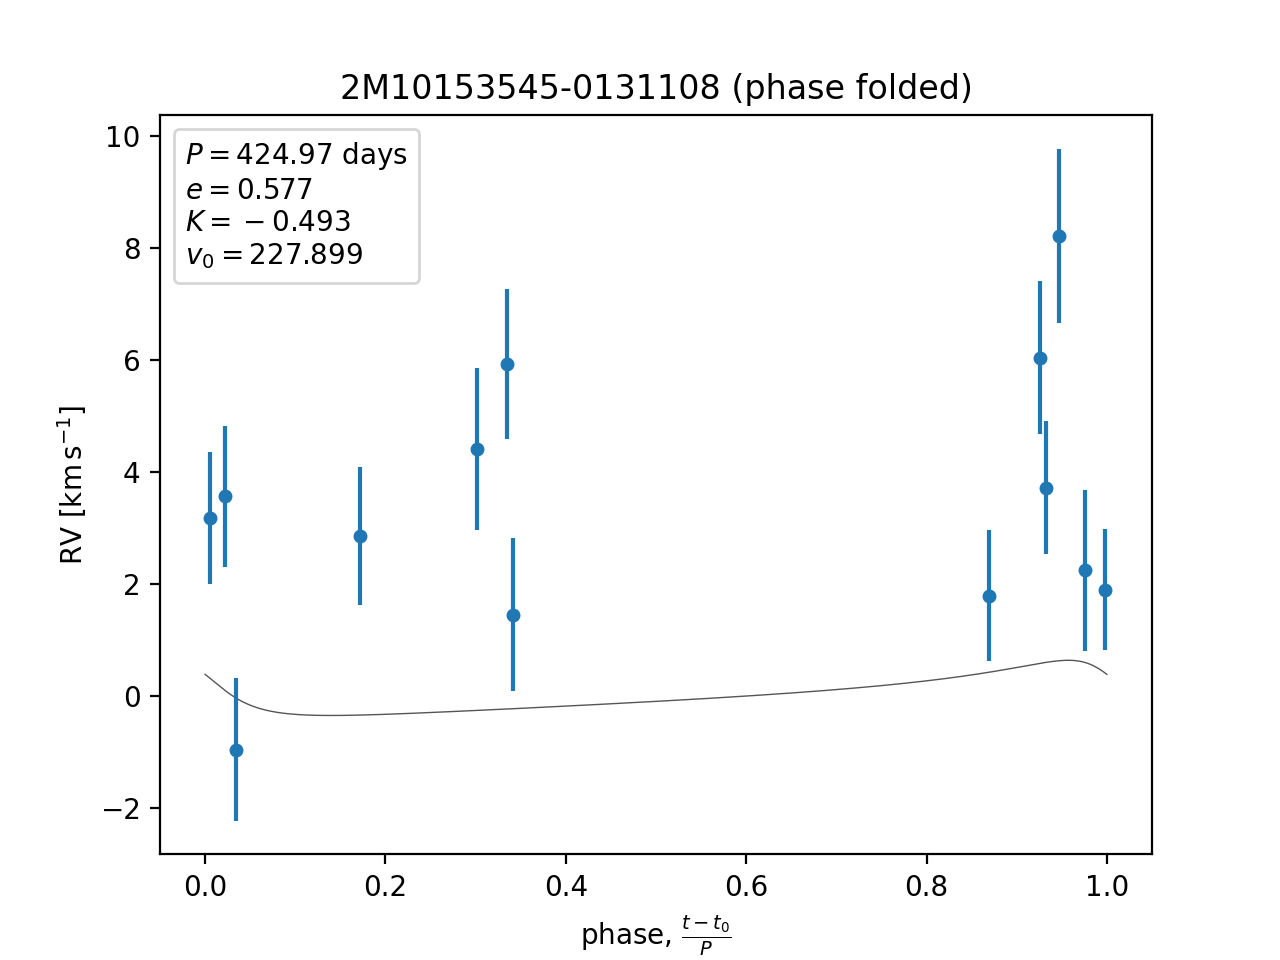 2M10153545-0131108 (phase folded)
P = 424.97 days
e = 0.577
K = −0.493
v₀ = 227.899
10
8
6
4
2
0
−2
RV [km s⁻¹]
0.0 0.2 0.4 0.6 0.8 1.0
phase, (t − t₀)/P